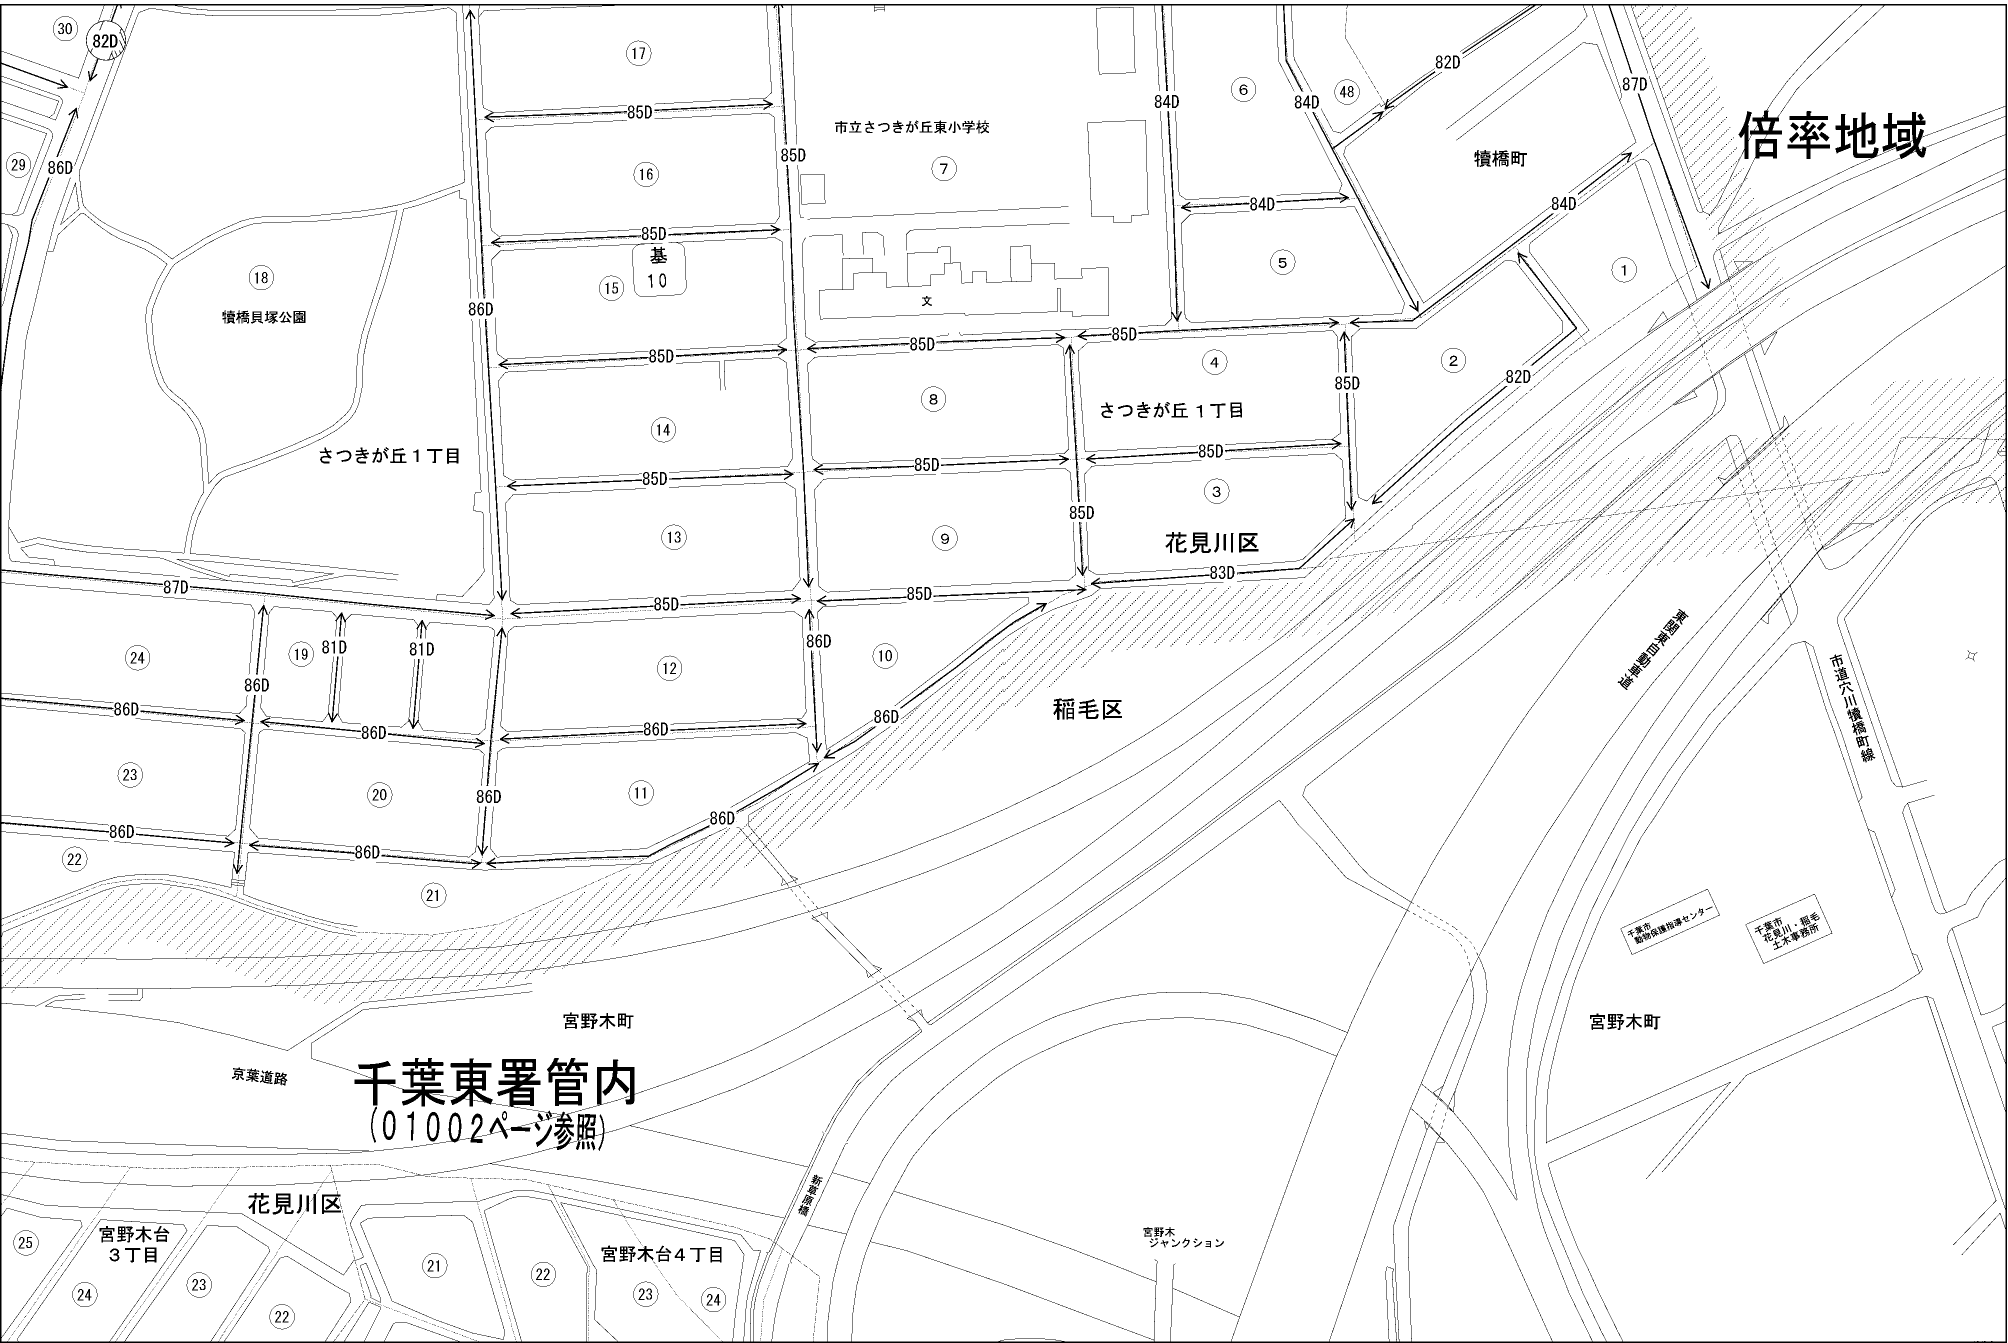 30
82D
17
6
48
82D
87D
85D
84D
84D
倍率地域
市立さつきが丘東小学校
29
86D
85D
犢橋町
16
7
84D
84D
85D
基
10
18
15
5
1
犢橋貝塚公園
86D
文
85D
85D
85D
4
2
85D
82D
8
さつきが丘1丁目
14
さつきが丘1丁目
85D
85D
85D
3
85D
13
9
花見川区
87D
83D
85D
85D
東関東自動車道
24
19
81D
81D
86D
12
10
86D
市道穴川犢橋町線
86D
稲毛区
86D
86D
86D
86D
23
20
86D
11
86D
86D
86D
22
21
千葉市
動物保護指導センター
千葉市
花見川・稲毛
土木事務所
宮野木町
宮野木町
京葉道路
千葉東署管内
(01002ページ参照)
新草原橋
花見川区
25
宮野木台
3丁目
宮野木台4丁目
宮野木
ジャンクション
24
23
22
21
22
23
24